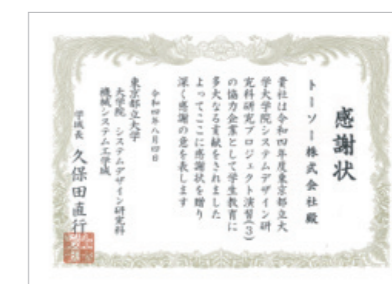 感謝状
トーソー株式会社殿
貴社は令和四年度東京都立大
学大学院システムデザイン研
究科研究プロジェクト演習(3)
の協力企業として学生教育に
多大なる貢献をされました
よってここに感謝状を贈り
深く感謝の意を表します
令和四年八月四日
東京都立大学
大学院 システムデザイン研究科
機械システム工学域
学域長 久保田直行